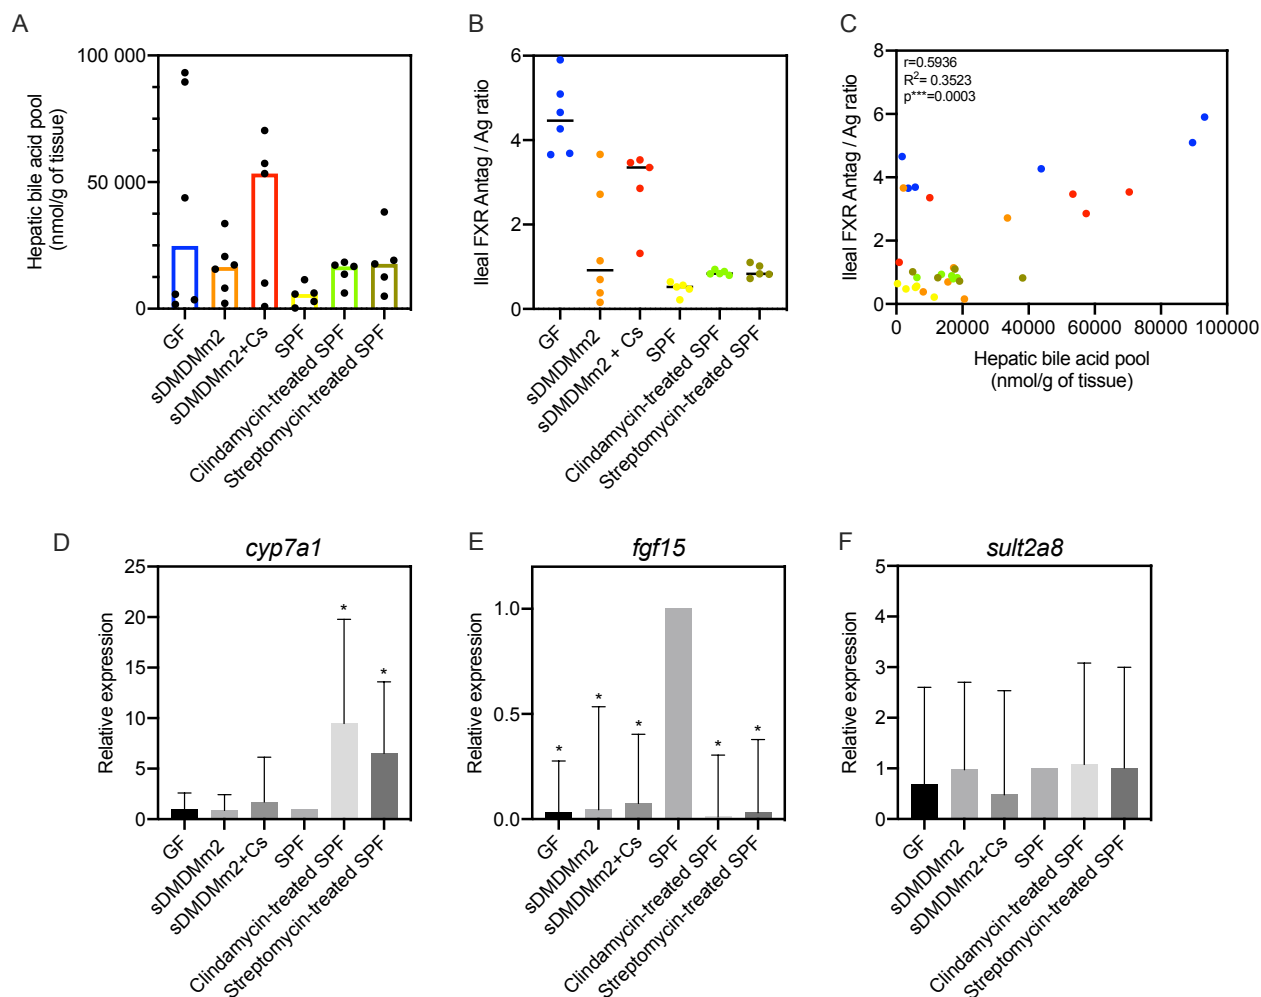 A
Hepatic bile acid pool
(nmol/g of tissue)
100 000
50 000
0
GF
sDMDMm2
sDMDMm2+Cs
SPF
Clindamycin-treated SPF
Streptomycin-treated SPF
B
Ileal FXR Antag / Ag ratio
6
4
2
0
GF
sDMDMm2
sDMDMm2 + Cs
SPF
Clindamycin-treated SPF
Streptomycin-treated SPF
C
Ileal FXR Antag / Ag ratio
8
6
4
2
0
r=0.5936
R²= 0.3523
p***=0.0003
0 20000 40000 60000 80000 100000
Hepatic bile acid pool
(nmol/g of tissue)
D
cyp7a1
Relative expression
25
20
15
10
5
0
* *
GF
sDMDMm2
sDMDMm2+Cs
SPF
Clindamycin-treated SPF
Streptomycin-treated SPF
E
fgf15
Relative expression
1.0
0.5
0.0
* * * * *
GF
sDMDMm2
sDMDMm2+Cs
SPF
Clindamycin-treated SPF
Streptomycin-treated SPF
F
sult2a8
Relative expression
5
4
3
2
1
0
GF
sDMDMm2
sDMDMm2+Cs
SPF
Clindamycin-treated SPF
Streptomycin-treated SPF